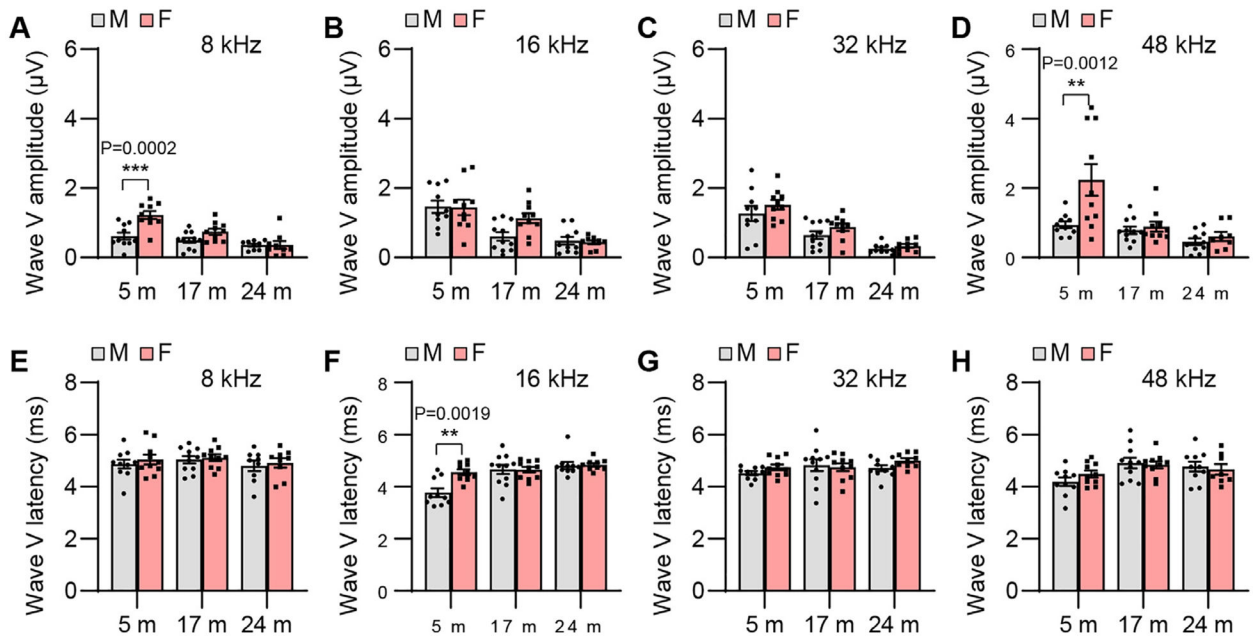 A
M F
8 kHz
Wave V amplitude (µV)
6
4
2
0
P=0.0002
***
5 m 17 m 24 m
B
M F
16 kHz
Wave V amplitude (µV)
6
4
2
0
5 m 17 m 24 m
C
M F
32 kHz
Wave V amplitude (µV)
6
4
2
0
5 m 17 m 24 m
D
M F
48 kHz
Wave V amplitude (µV)
6
4
2
0
P=0.0012
**
5 m 17 m 24 m
E
M F
8 kHz
Wave V latency (ms)
8
6
4
2
0
5 m 17 m 24 m
F
M F
16 kHz
Wave V latency (ms)
8
6
4
2
0
P=0.0019
**
5 m 17 m 24 m
G
M F
32 kHz
Wave V latency (ms)
8
6
4
2
0
5 m 17 m 24 m
H
M F
48 kHz
Wave V latency (ms)
8
6
4
2
0
5 m 17 m 24 m